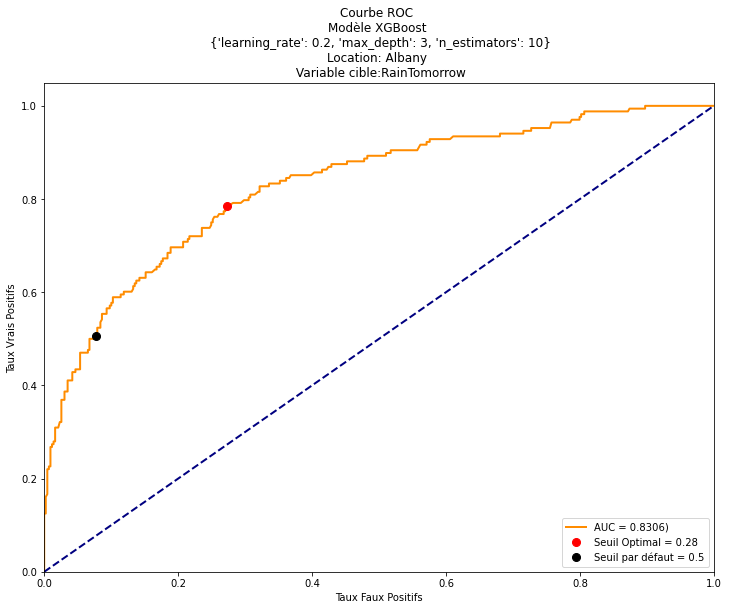 Courbe ROC
Modèle XGBoost
{'learning_rate': 0.2, 'max_depth': 3, 'n_estimators': 10}
Location: Albany
Variable cible:RainTomorrow
1.0
0.8
0.6
0.4
0.2
0.0
Taux Vrais Positifs
0.0 0.2 0.4 0.6 0.8 1.0
Taux Faux Positifs
AUC = 0.8306)
Seuil Optimal = 0.28
Seuil par défaut = 0.5